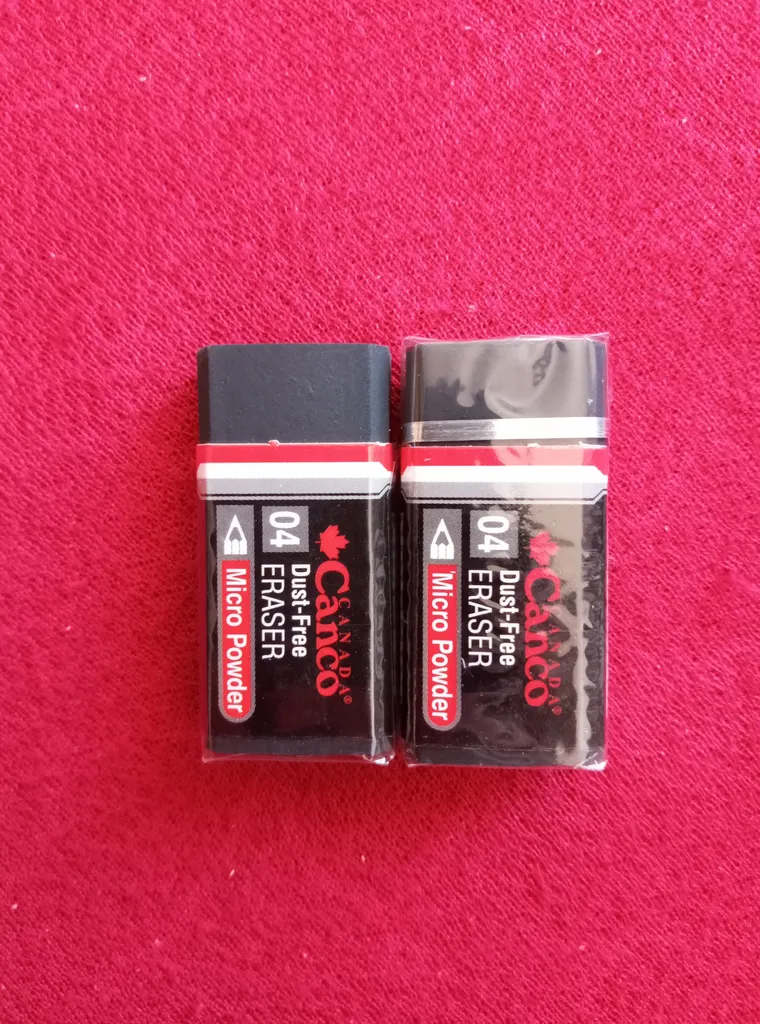 CANADA®
Canco
04 Dust-Free
ERASER
Micro Powder
CANADA®
Canco
04 Dust-Free
ERASER
Micro Powder